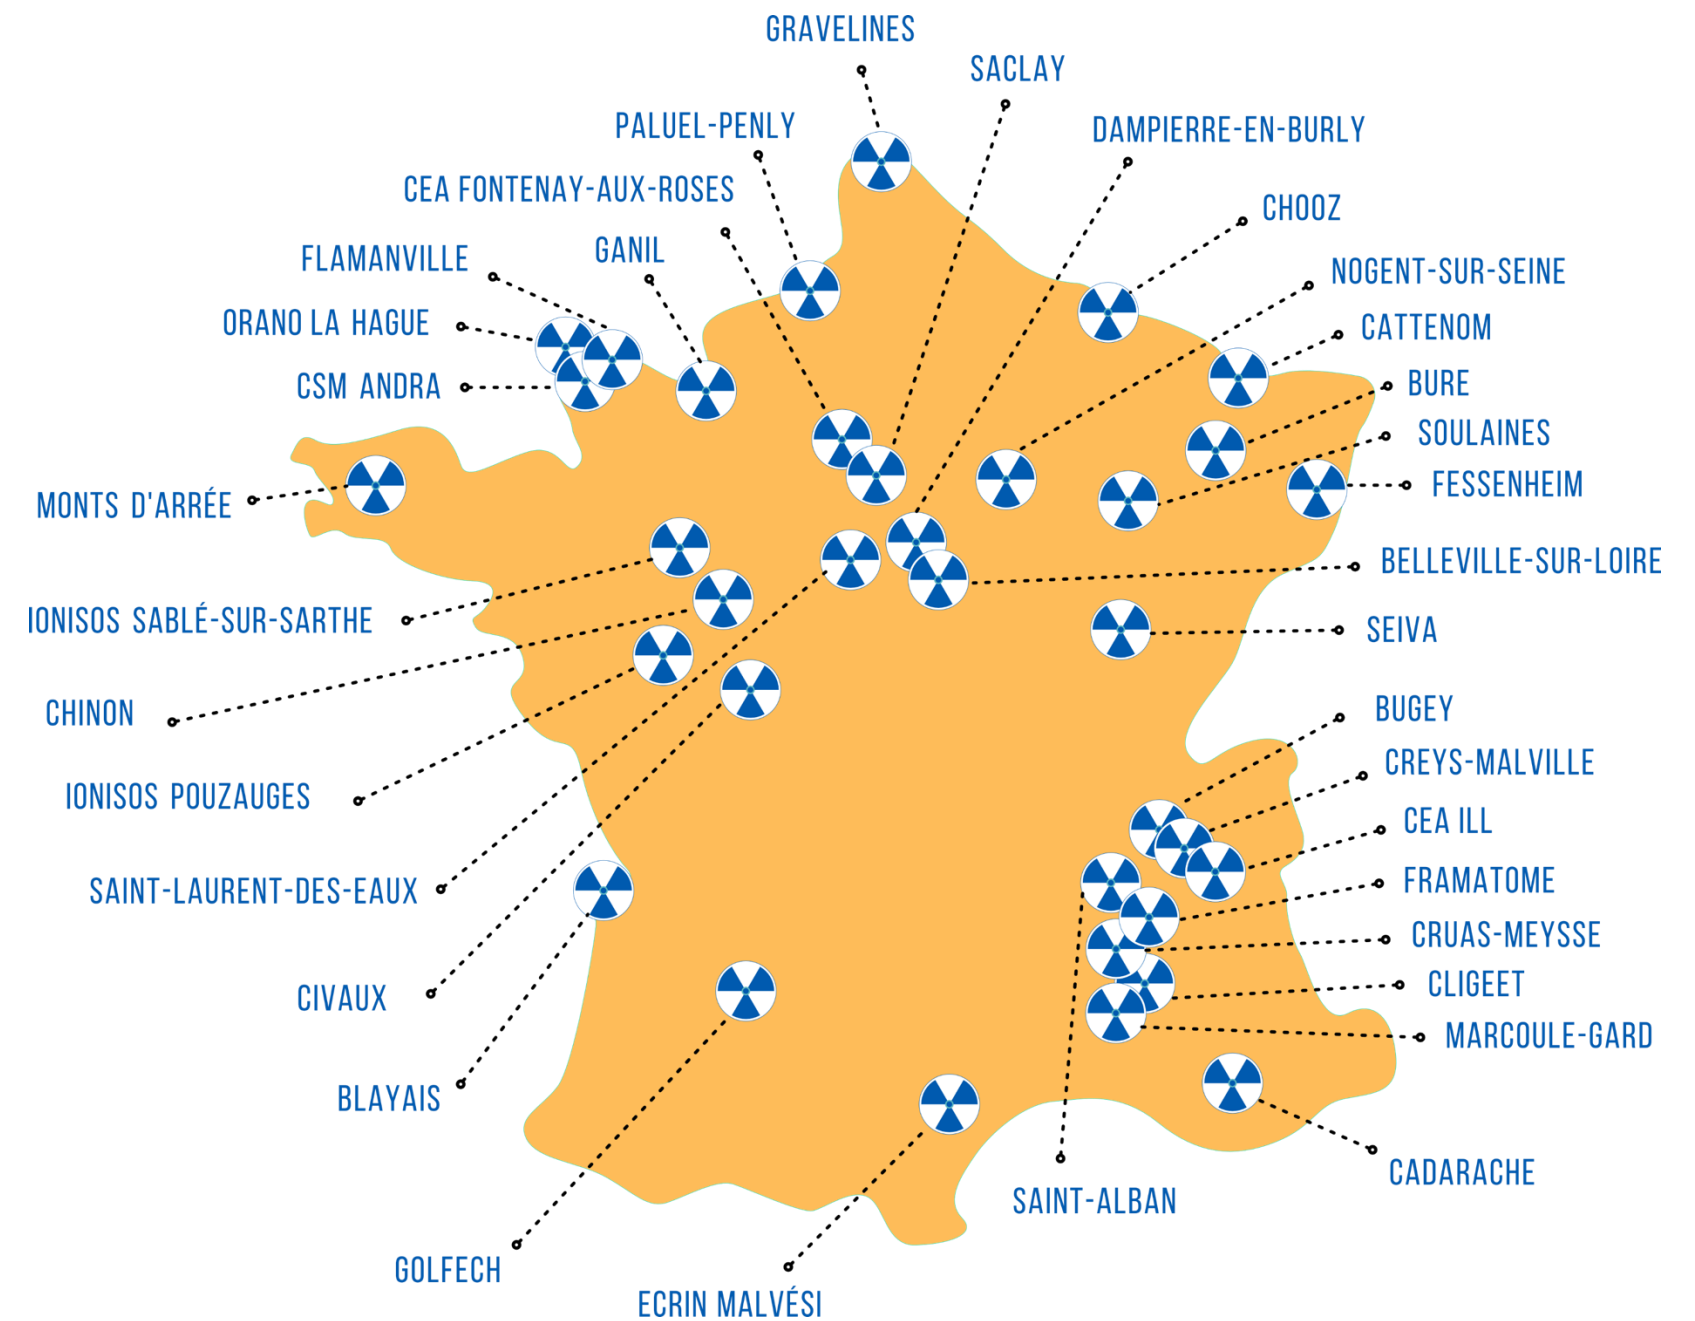 GRAVELINES
SACLAY
PALUEL-PENLY
DAMPIERRE-EN-BURLY
CEA FONTENAY-AUX-ROSES
CHOOZ
FLAMANVILLE
GANIL
NOGENT-SUR-SEINE
ORANO LA HAGUE
CATTENOM
CSM ANDRA
BURE
SOULAINES
MONTS D'ARRÉE
FESSENHEIM
BELLEVILLE-SUR-LOIRE
IONISOS SABLÉ-SUR-SARTHE
SEIVA
CHINON
BUGEY
IONISOS POUZAUGES
CREYS-MALVILLE
CEA ILL
SAINT-LAURENT-DES-EAUX
FRAMATOME
CRUAS-MEYSSE
CIVAUX
CLIGEET
MARCOULE-GARD
BLAYAIS
CADARACHE
SAINT-ALBAN
GOLFECH
ECRIN MALVÉSI